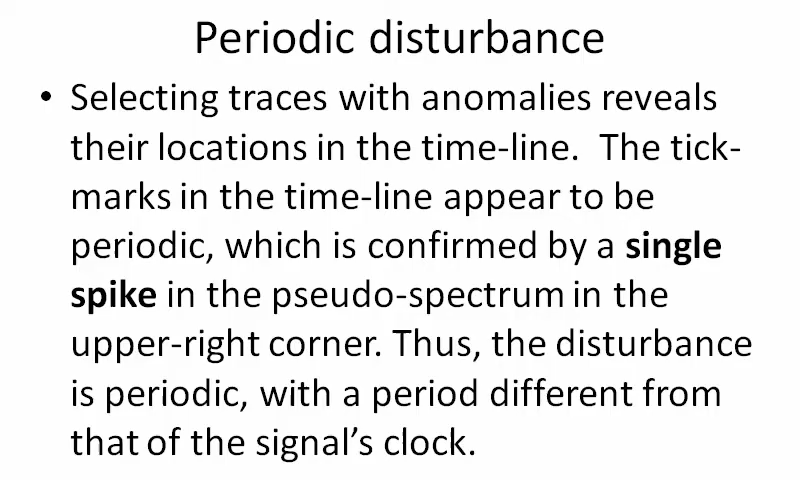 Periodic disturbance
• Selecting traces with anomalies reveals
their locations in the time-line.  The tick-
marks in the time-line appear to be
periodic, which is confirmed by a single
spike in the pseudo-spectrum in the
upper-right corner. Thus, the disturbance
is periodic, with a period different from
that of the signal’s clock.